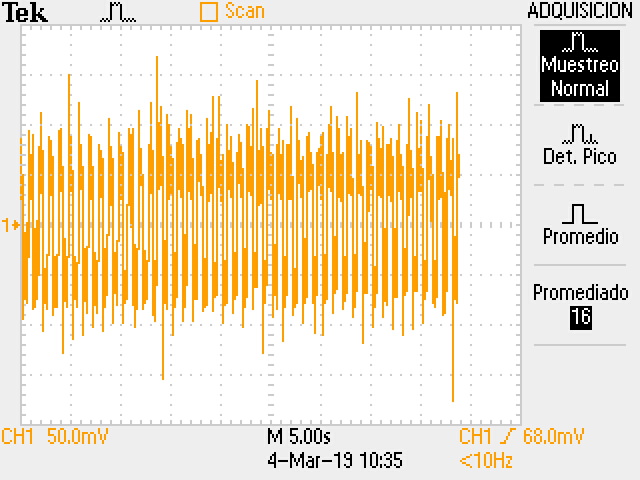 Tek Scan ADQUISICION
Muestreo
Normal
Det. Pico
1
Promedio
Promediado
16
CH1 50.0mV M 5.00s CH1 68.0mV
4-Mar-19 10:35 <10Hz